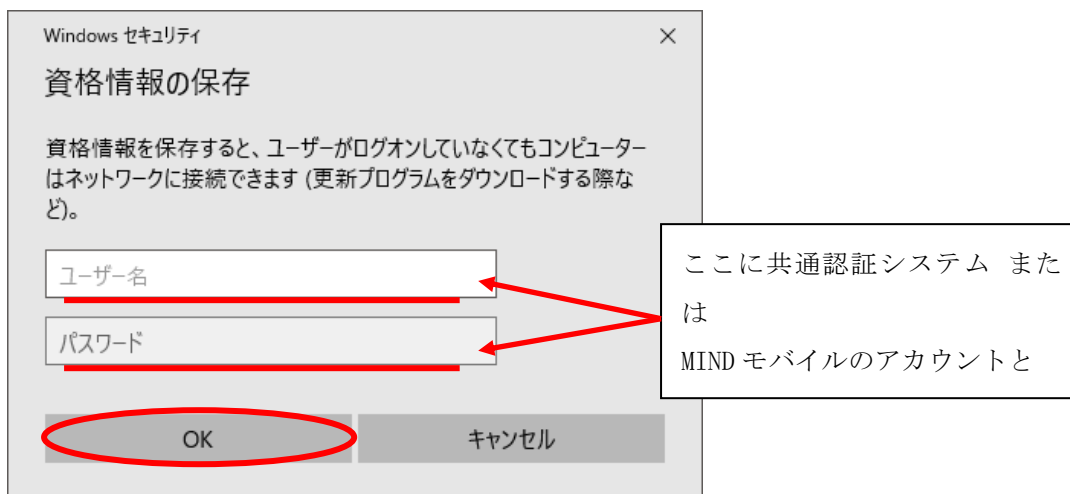 Windows セキュリティ
資格情報の保存
資格情報を保存すると、ユーザーがログオンしていなくてもコンピューター
はネットワークに接続できます (更新プログラムをダウンロードする際な
ど)。
ユーザー名
パスワード
OK
キャンセル
ここに共通認証システム また
は
MIND モバイルのアカウントと